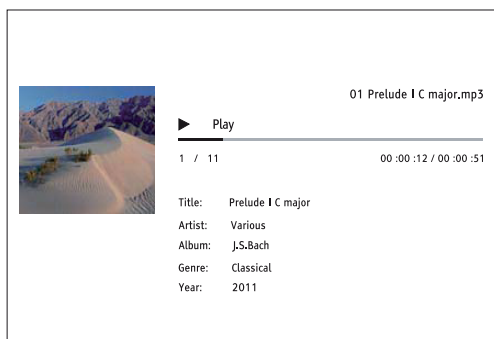 01 Prelude I C major.mp3
Play
1 / 11 00 :00 :12 / 00 :00 :51
Title: Prelude I C major
Artist: Various
Album: J.S.Bach
Genre: Classical
Year: 2011